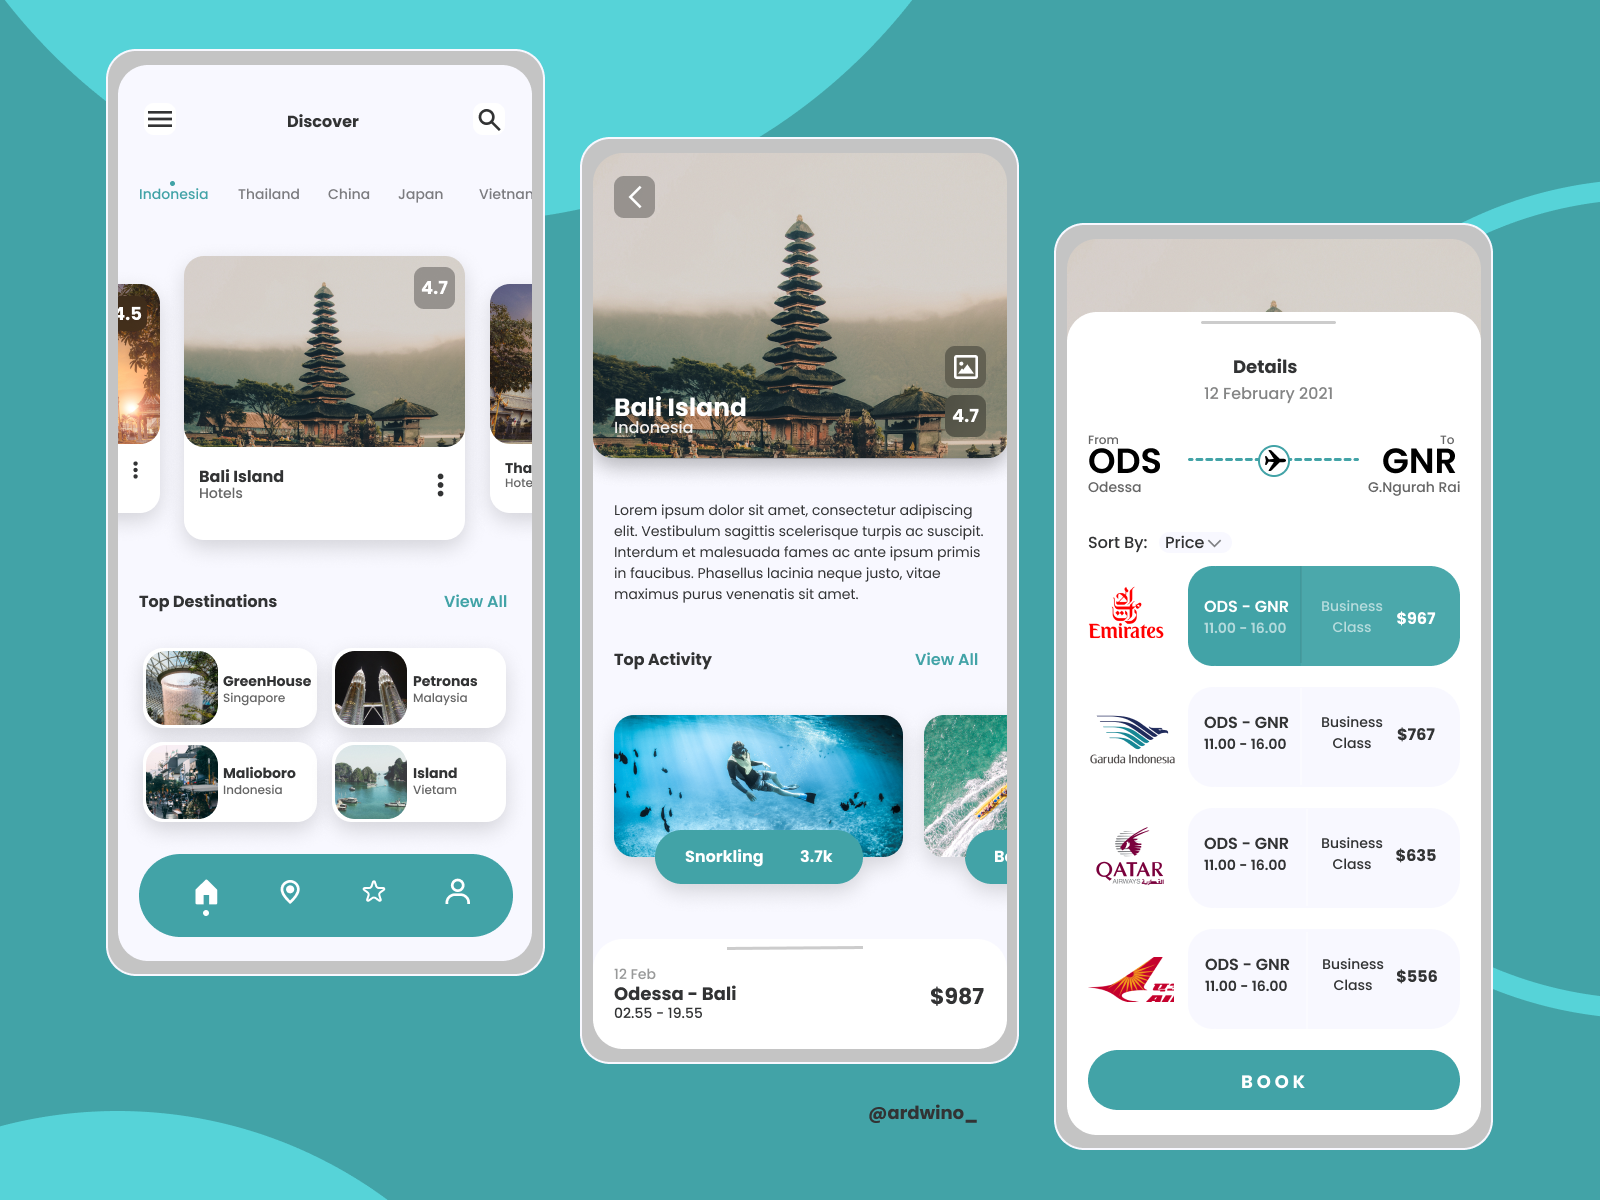 Discover
Indonesia Thailand China Japan Vietnam
4.5
4.7
Bali Island
Hotels
Tha
Hote
Top Destinations View All
GreenHouse
Singapore
Petronas
Malaysia
Malioboro
Indonesia
Island
Vietam
Bali Island
Indonesia
4.7
Lorem ipsum dolor sit amet, consectetur adipiscing
elit. Vestibulum sagittis scelerisque turpis ac suscipit.
Interdum et malesuada fames ac ante ipsum primis
in faucibus. Phasellus lacinia neque justo, vitae
maximus purus venenatis sit amet.
Top Activity View All
Snorkling 3.7k
12 Feb
Odessa - Bali
02.55 - 19.55
$987
@ardwino_
Details
12 February 2021
From
ODS
Odessa
To
GNR
G.Ngurah Rai
Sort By: Price
Emirates
ODS - GNR
11.00 - 16.00
Business
Class
$967
Garuda Indonesia
ODS - GNR
11.00 - 16.00
Business
Class
$767
QATAR
AIRWAYS القطرية
ODS - GNR
11.00 - 16.00
Business
Class
$635
ODS - GNR
11.00 - 16.00
Business
Class
$556
BOOK